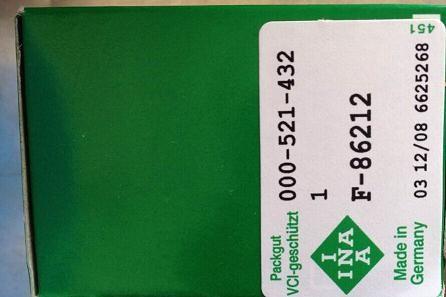 Packgut
VCI-geschützt
000-521-432
1
F-86212
I
INA
A
Made in
Germany
03 12/08 6625268
451